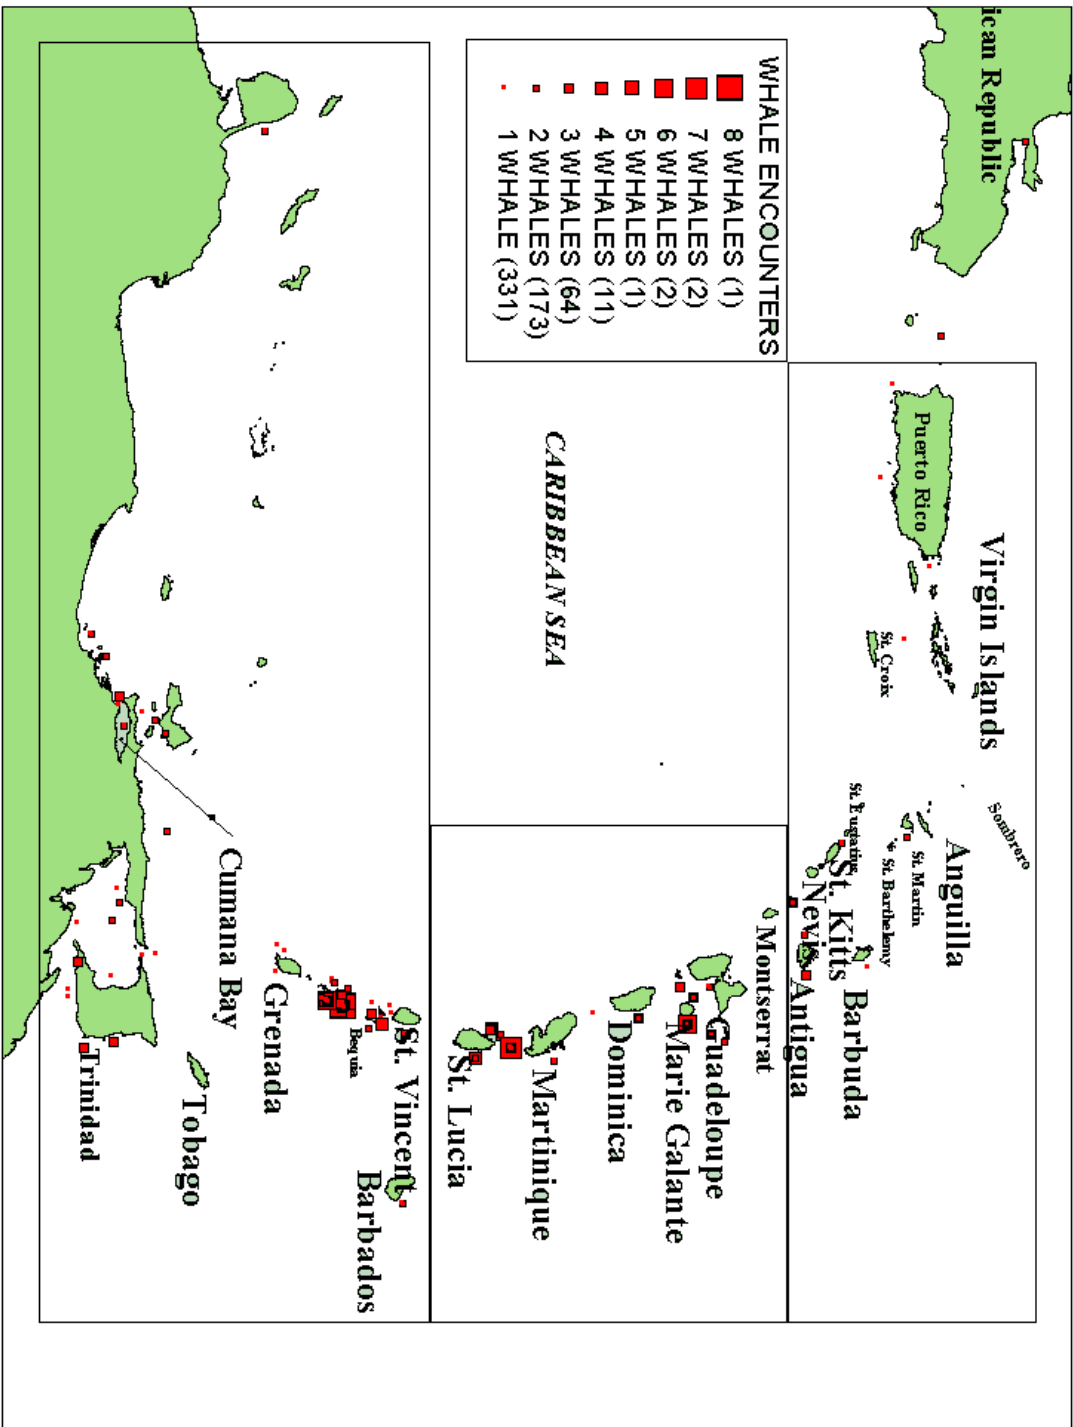 ican Republic
WHALE ENCOUNTERS
8 WHALES (1)
7 WHALES (2)
6 WHALES (2)
5 WHALES (1)
4 WHALES (11)
3 WHALES (64)
2 WHALES (173)
1 WHALE (331)
Puerto Rico
Virgin Islands
St. Croix
Sombrero
Anguilla
St. Martin
St. Barthelemy
St. Eustatius
St. Kitts
Nevis
Barbuda
Antigua
Montserrat
CARIBBEAN SEA
Guadeloupe
Marie Galante
Dominica
Martinique
St. Lucia
St. Vincent
Barbados
Bequia
Grenada
Cumana Bay
Tobago
Trinidad